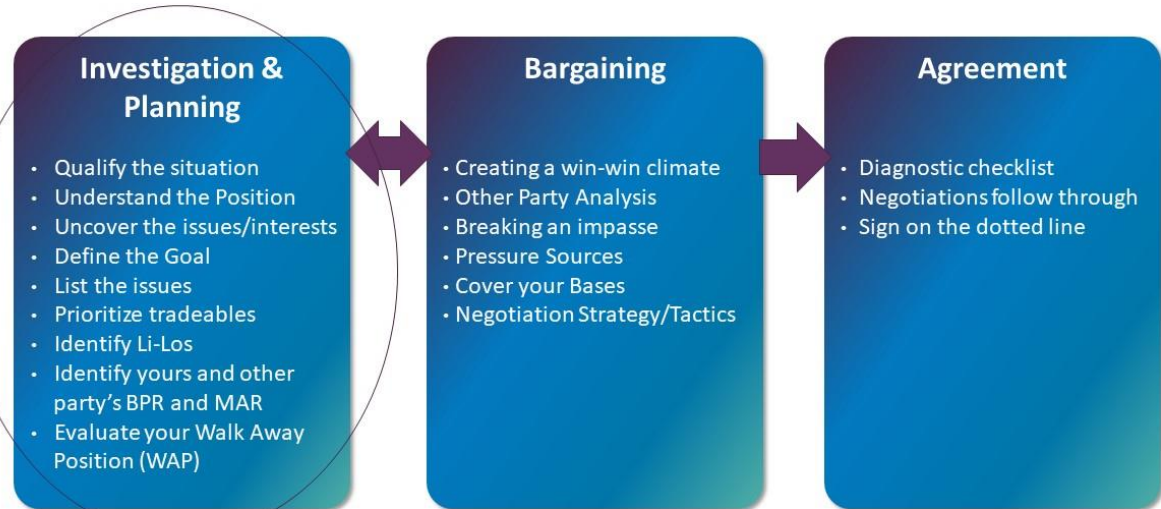 Investigation &
Planning
• Qualify the situation
• Understand the Position
• Uncover the issues/interests
• Define the Goal
• List the issues
• Prioritize tradeables
• Identify Li-Los
• Identify yours and other
party's BPR and MAR
• Evaluate your Walk Away
Position (WAP)
Bargaining
• Creating a win-win climate
• Other Party Analysis
• Breaking an impasse
• Pressure Sources
• Cover your Bases
• Negotiation Strategy/Tactics
Agreement
• Diagnostic checklist
• Negotiations follow through
• Sign on the dotted line